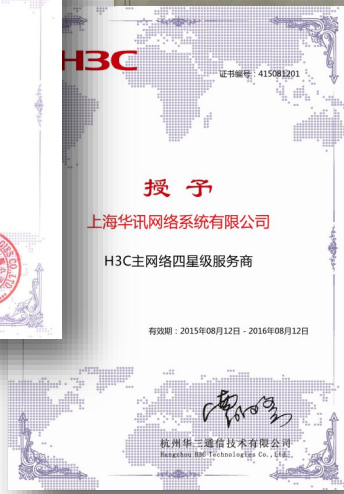 H3C
证书编号：415081201
授予
上海华讯网络系统有限公司
H3C主网络四星级服务商
有效期：2015年08月12日 - 2016年08月12日
杭州华三通信技术有限公司
Hangzhou H3C Technologies Co., Ltd.